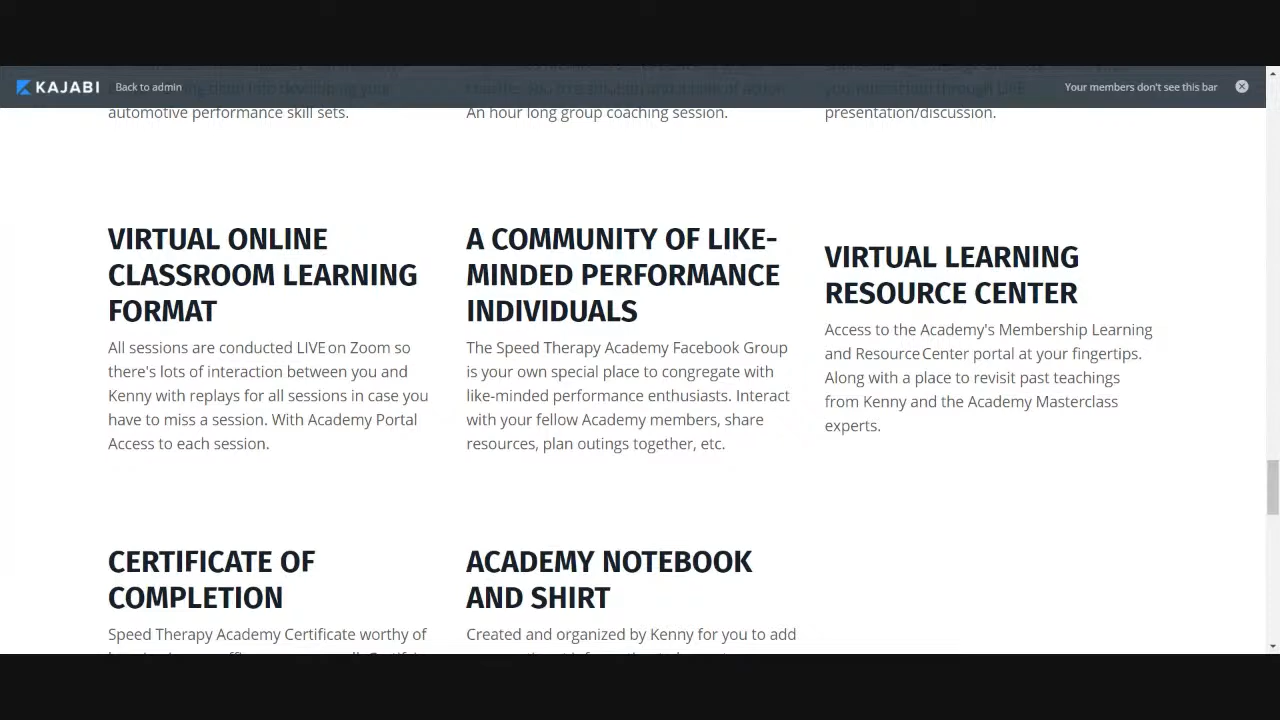 KAJABI Back to admin
Your members don't see this bar
automotive performance skill sets.
An hour long group coaching session.
presentation/discussion.
VIRTUAL ONLINE
CLASSROOM LEARNING
FORMAT
All sessions are conducted LIVE on Zoom so
there's lots of interaction between you and
Kenny with replays for all sessions in case you
have to miss a session. With Academy Portal
Access to each session.
A COMMUNITY OF LIKE-
MINDED PERFORMANCE
INDIVIDUALS
The Speed Therapy Academy Facebook Group
is your own special place to congregate with
like-minded performance enthusiasts. Interact
with your fellow Academy members, share
resources, plan outings together, etc.
VIRTUAL LEARNING
RESOURCE CENTER
Access to the Academy's Membership Learning
and Resource Center portal at your fingertips.
Along with a place to revisit past teachings
from Kenny and the Academy Masterclass
experts.
CERTIFICATE OF
COMPLETION
Speed Therapy Academy Certificate worthy of
ACADEMY NOTEBOOK
AND SHIRT
Created and organized by Kenny for you to add